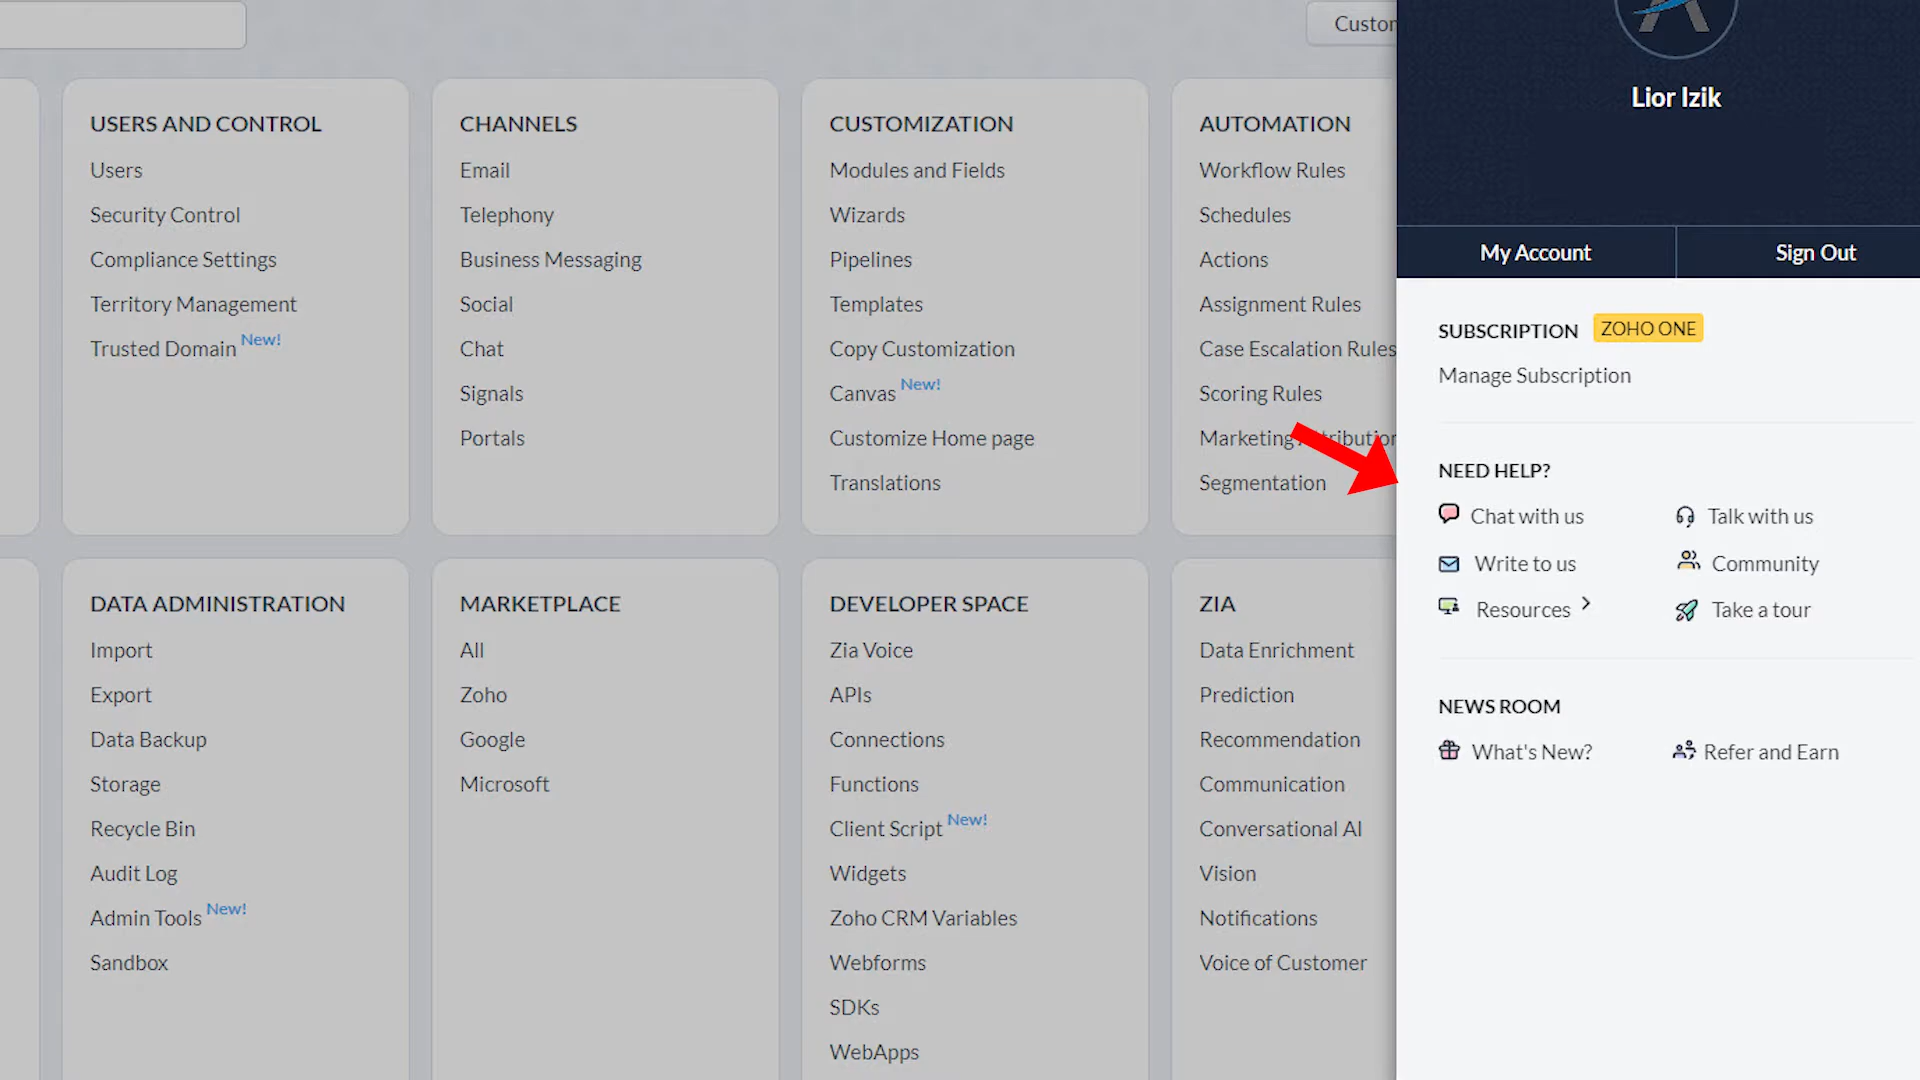 Custom
USERS AND CONTROL
Users
Security Control
Compliance Settings
Territory Management
Trusted Domain New!
CHANNELS
Email
Telephony
Business Messaging
Social
Chat
Signals
Portals
CUSTOMIZATION
Modules and Fields
Wizards
Pipelines
Templates
Copy Customization
Canvas New!
Customize Home page
Translations
AUTOMATION
Workflow Rules
Schedules
Actions
Assignment Rules
Case Escalation Rules
Scoring Rules
Marketing
Segmentation
DATA ADMINISTRATION
Import
Export
Data Backup
Storage
Recycle Bin
Audit Log
Admin Tools New!
Sandbox
MARKETPLACE
All
Zoho
Google
Microsoft
DEVELOPER SPACE
Zia Voice
APIs
Connections
Functions
Client Script New!
Widgets
Zoho CRM Variables
Webforms
SDKs
WebApps
ZIA
Data Enrichment
Prediction
Recommendation
Communication
Conversational AI
Vision
Notifications
Voice of Customer
Lior Izik
My Account
Sign Out
SUBSCRIPTION ZOHO ONE
Manage Subscription
NEED HELP?
Chat with us
Talk with us
Write to us
Community
Resources
Take a tour
NEWS ROOM
What's New?
Refer and Earn